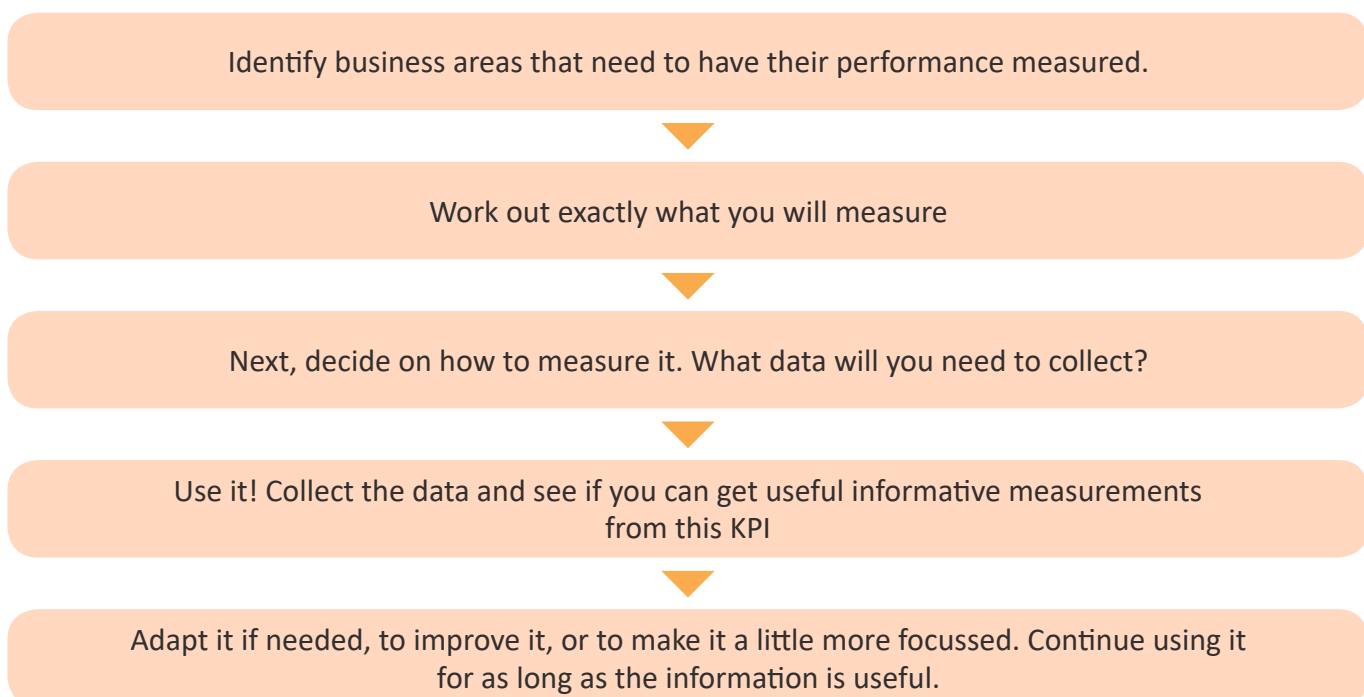 Identify business areas that need to have their performance measured.
Work out exactly what you will measure
Next, decide on how to measure it. What data will you need to collect?
Use it! Collect the data and see if you can get useful informative measurements
from this KPI
Adapt it if needed, to improve it, or to make it a little more focussed. Continue using it
for as long as the information is useful.